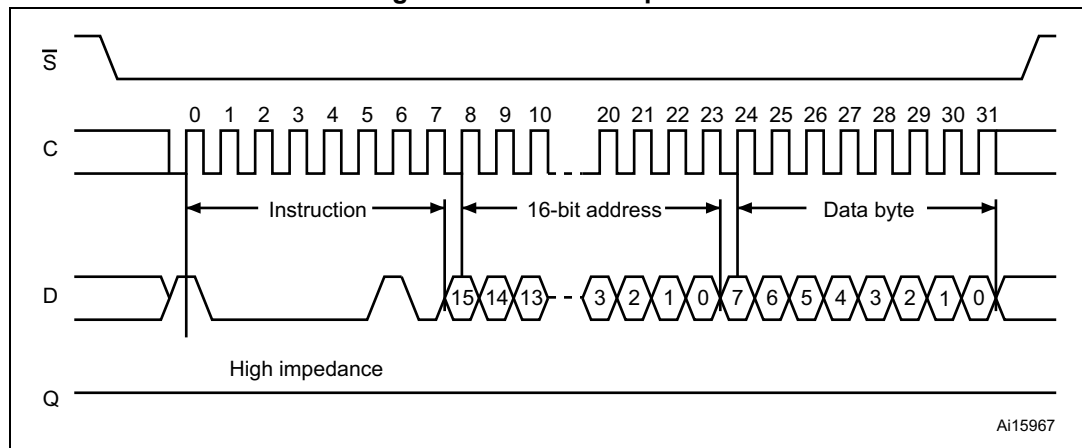 S̅
0 1 2 3 4 5 6 7 8 9 10 20 21 22 23 24 25 26 27 28 29 30 31
C
Instruction 16-bit address Data byte
D
15 14 13 3 2 1 0 7 6 5 4 3 2 1 0
High impedance
Q
Ai15967